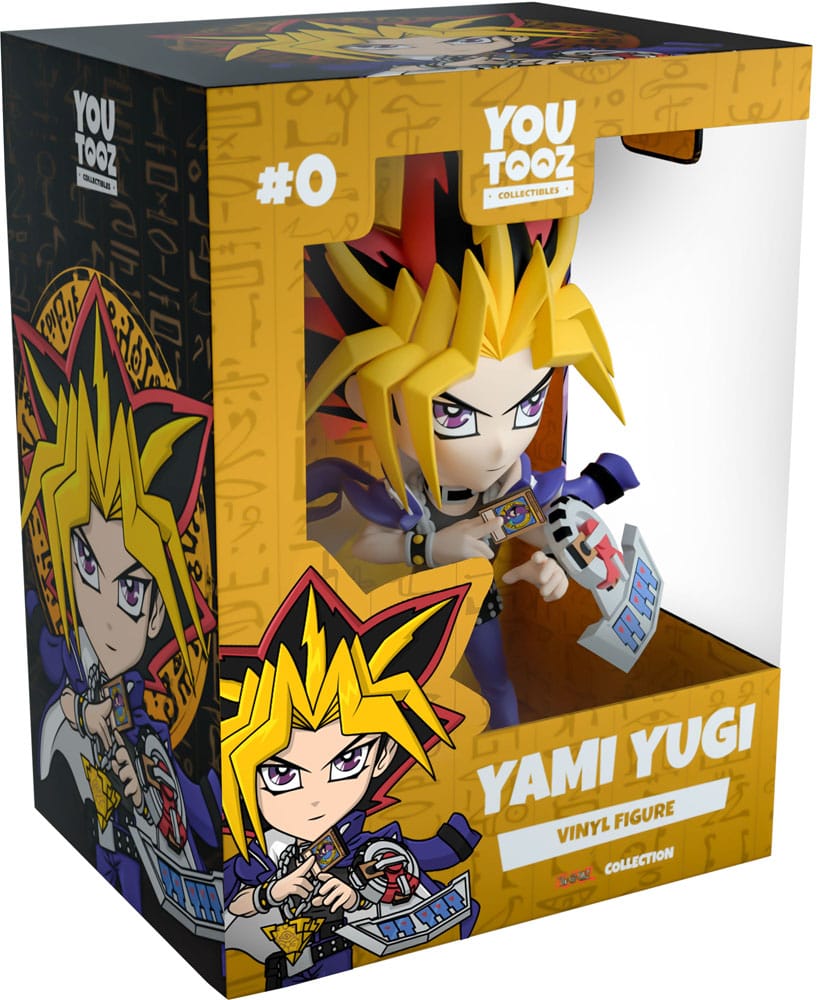 YOU
TOOZ
COLLECTIBLES
#0
YOU
TOOZ
· COLLECTIBLES ·
YAMI YUGI
VINYL FIGURE
COLLECTION